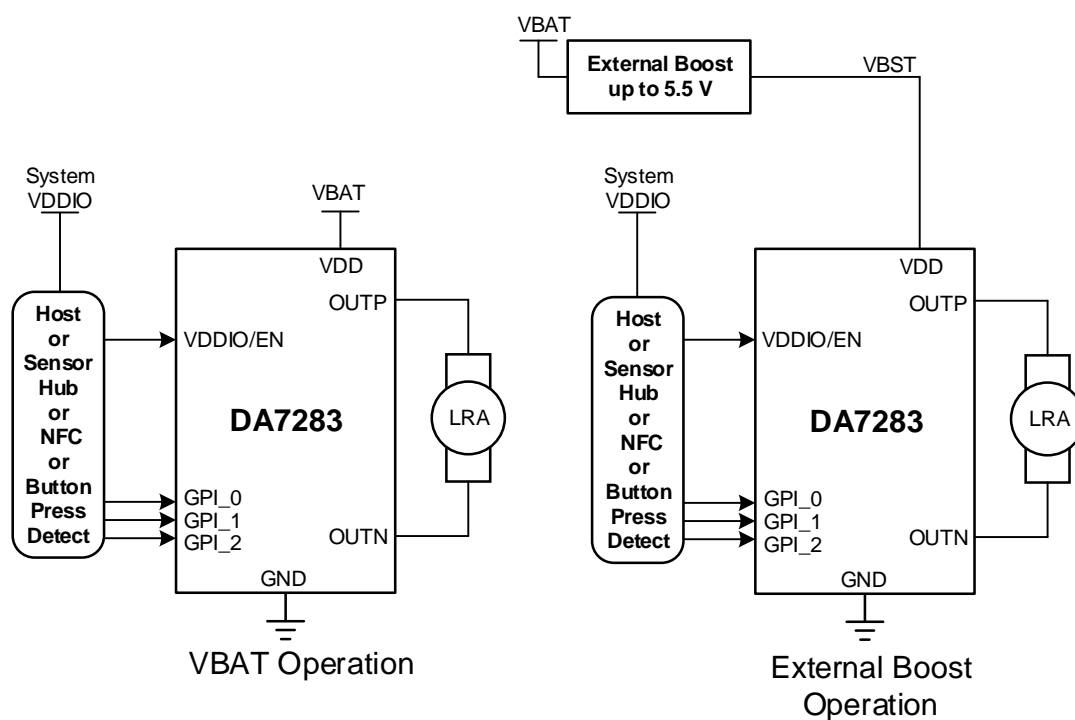 VBAT
External Boost
up to 5.5 V
VBST
System
VDDIO
VBAT
VDD
OUTP
Host
or
Sensor
Hub
or
NFC
or
Button
Press
Detect
VDDIO/EN
DA7283
LRA
GPI_0
GPI_1
GPI_2
OUTN
GND
VBAT Operation
System
VDDIO
VDD
OUTP
Host
or
Sensor
Hub
or
NFC
or
Button
Press
Detect
VDDIO/EN
DA7283
LRA
GPI_0
GPI_1
GPI_2
OUTN
GND
External Boost
Operation